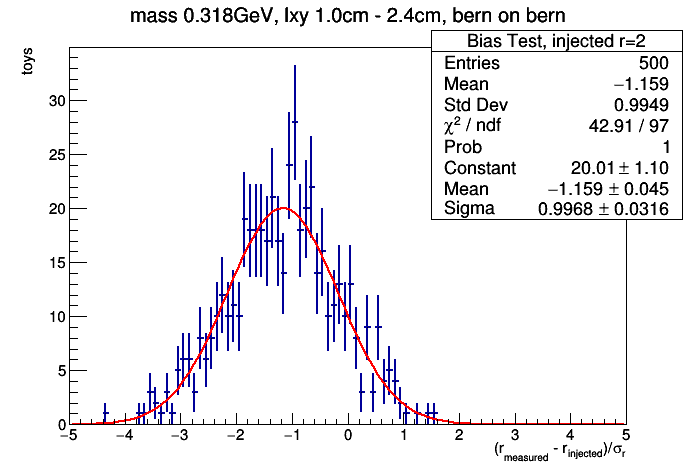 mass 0.318GeV, lxy 1.0cm - 2.4cm, bern on bern
Bias Test, injected r=2
Entries 500
Mean −1.159
Std Dev 0.9949
χ² / ndf 42.91 / 97
Prob 1
Constant 20.01 ± 1.10
Mean −1.159 ± 0.045
Sigma 0.9968 ± 0.0316
toys
30
25
20
15
10
5
0
−5 −4 −3 −2 −1 0 1 2 3 4 5
(r_measured - r_injected)/σ_r